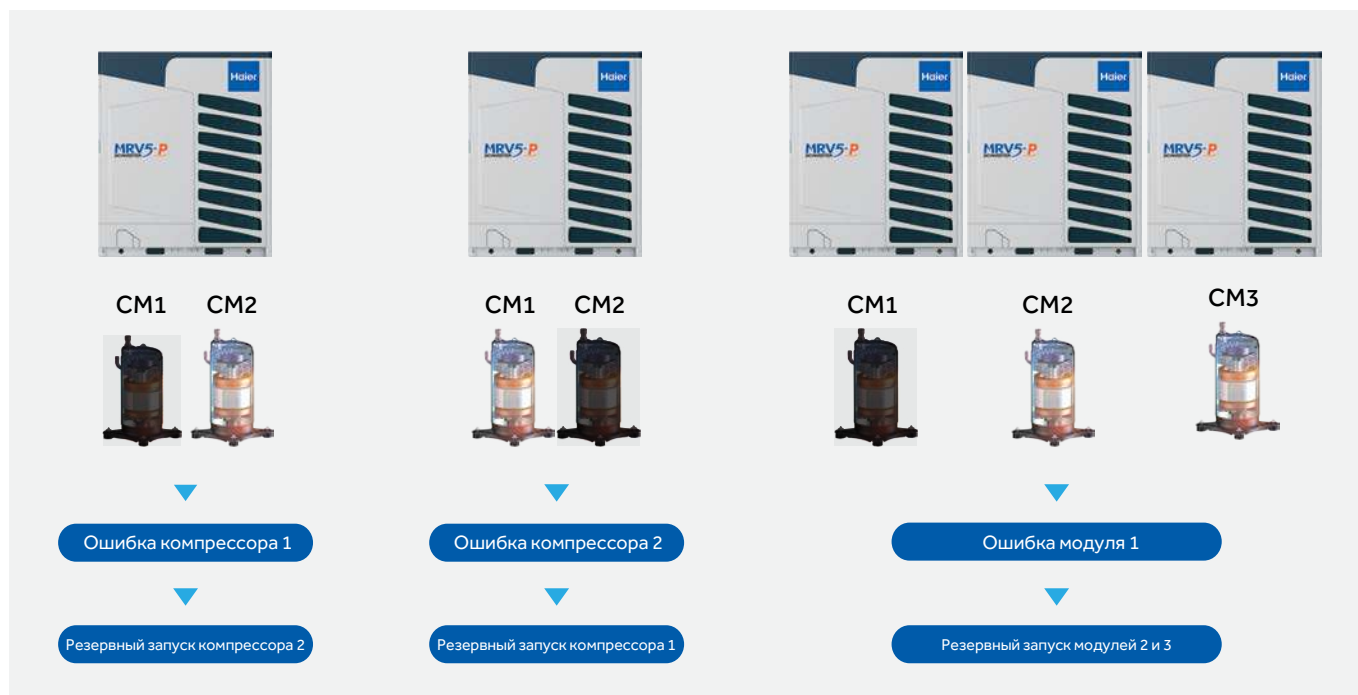 Haier
Haier
Haier
Haier
Haier
MRV5-P
MRV5-P
MRV5-P
MRV5-P
MRV5-P
CM1 CM2
CM1 CM2
CM1
CM2
CM3
Ошибка компрессора 1
Ошибка компрессора 2
Ошибка модуля 1
Резервный запуск компрессора 2
Резервный запуск компрессора 1
Резервный запуск модулей 2 и 3